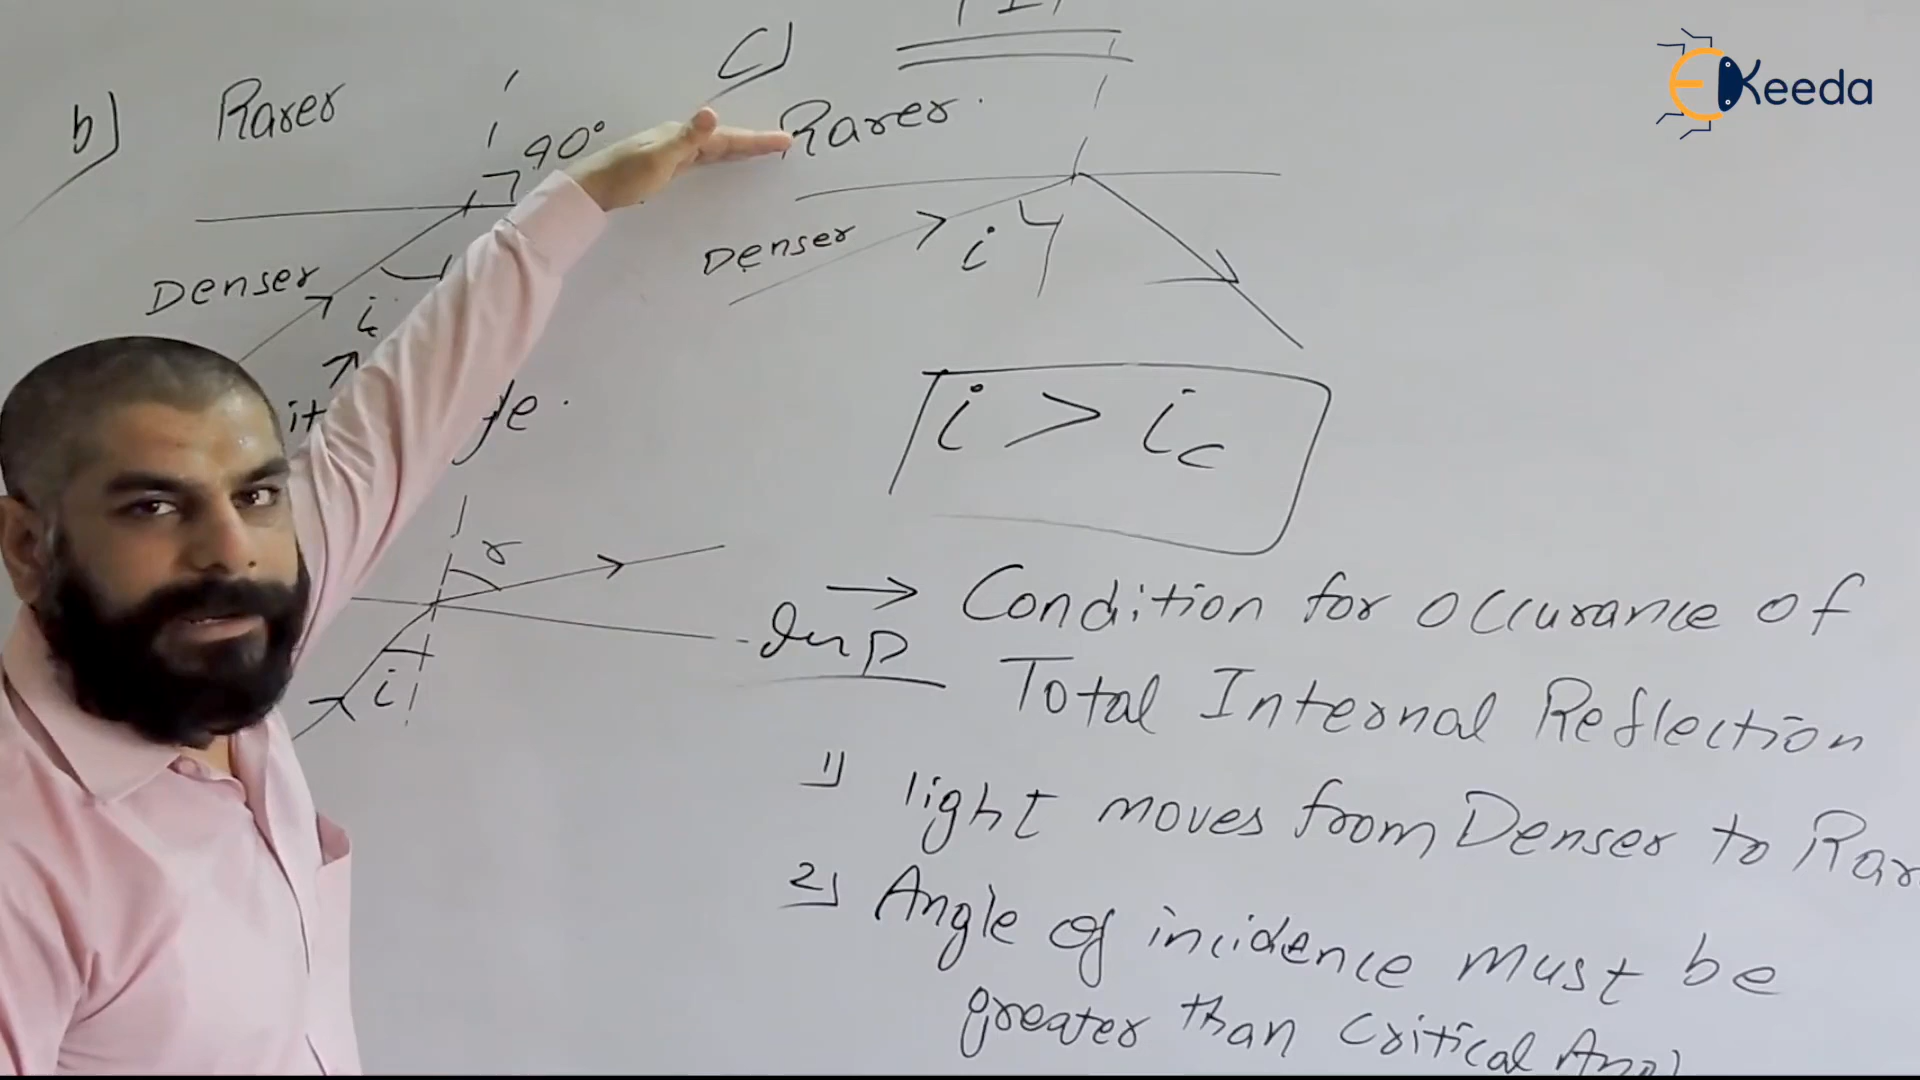 b) Rarer
90°
Denser
i
c) Rarer
Denser
i
i > ic
r
i
Imp → Condition for occurance of
Total Internal Reflection
1) light moves from Denser to Rar
2) Angle of incidence must be
greater than Critical
EKeeda